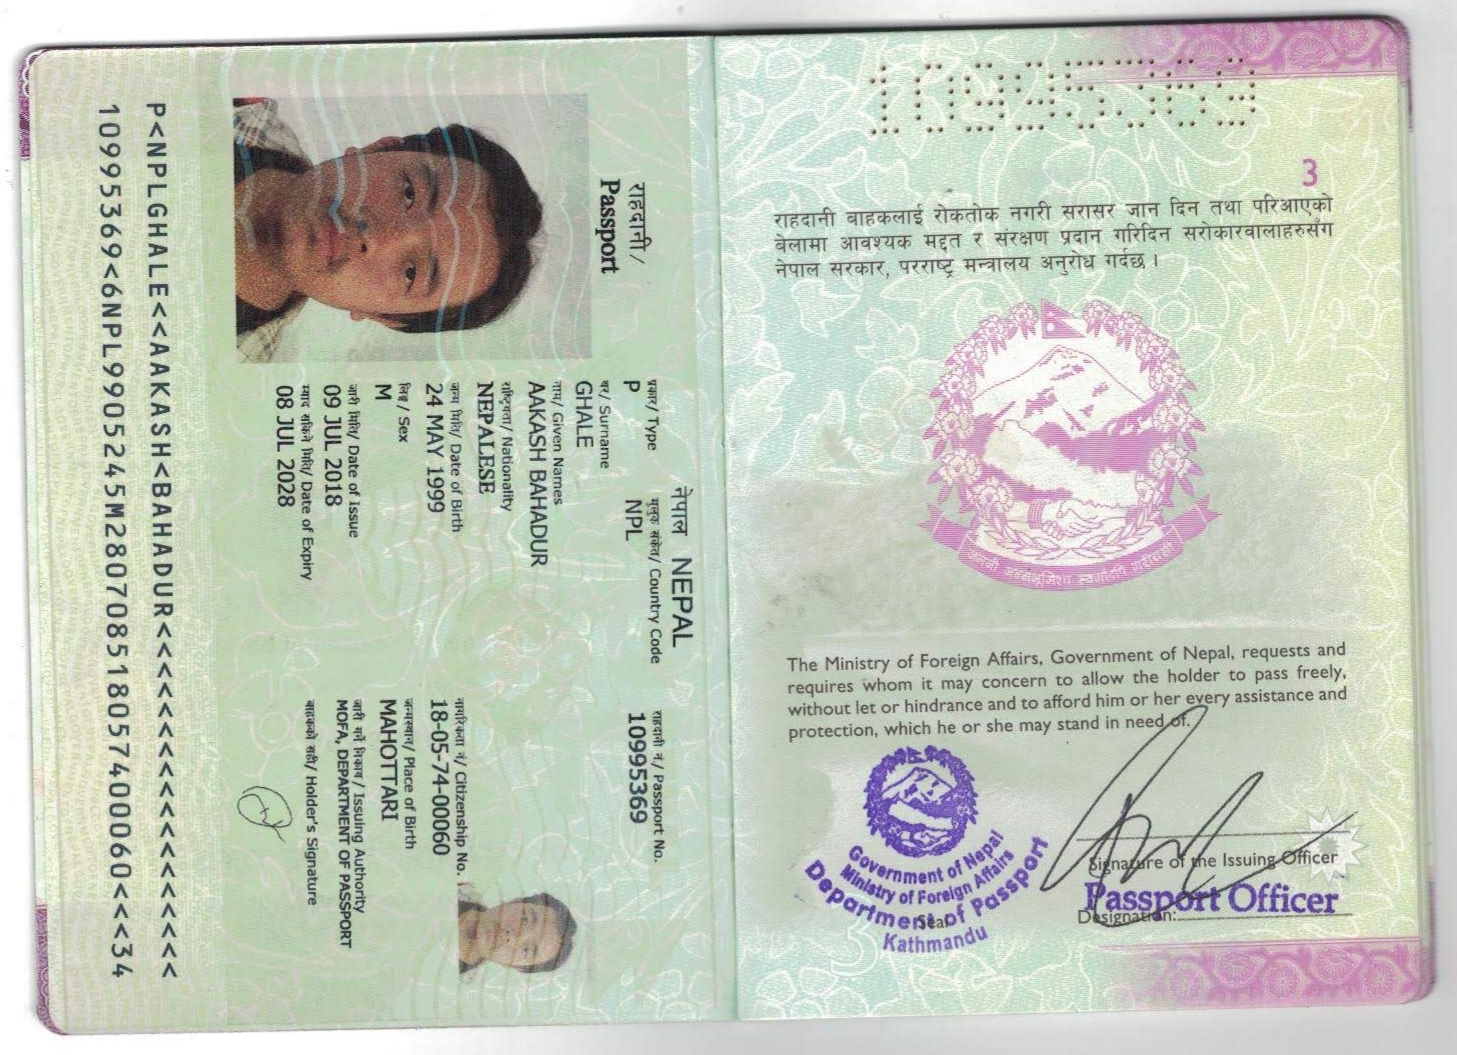 नेपाल NEPAL
राहदानी/
Passport
प्रकार/ Type
P
मुलुक संकेत/ Country Code
NPL
राहदानी नं/ Passport No.
10995369
थर/ Surname
GHALE
नाम/ Given Names
AAKASH BAHADUR
राष्ट्रियता/ Nationality
NEPALESE
जन्म मिति/ Date of Birth
24 MAY 1999
नागरिकता नं/ Citizenship No.
18-05-74-00060
लिङ्ग / Sex
M
जन्मस्थान/ Place of Birth
MAHOTTARI
जारी मिति/ Date of Issue
09 JUL 2018
जारी गर्ने निकाय / Issuing Authority
MOFA, DEPARTMENT OF PASSPORT
म्याद सकिने मिति/ Date of Expiry
08 JUL 2028
वाहकको सही/ Holder's Signature
P<NPLGHALE<<AAKASH<BAHADUR<<<<<<<<<<<<<<<<<<
10995369<6NPL9905245M28070851805740​0060<<<34
10995369
3
राहदानी बाहकलाई रोकतोक नगरी सरासर जान दिन तथा परिआएको
बेलामा आवश्यक मद्दत र संरक्षण प्रदान गरिदिन सरोकारवालाहरुसँग
नेपाल सरकार, परराष्ट्र मन्त्रालय अनुरोध गर्दछ ।
The Ministry of Foreign Affairs, Government of Nepal, requests and
requires whom it may concern to allow the holder to pass freely,
without let or hindrance and to afford him or her every assistance and
protection, which he or she may stand in need of.
Government of Nepal
Ministry of Foreign Affairs
Department of Passport
Seal
Kathmandu
Signature of the Issuing Officer
Passport Officer
Designation: